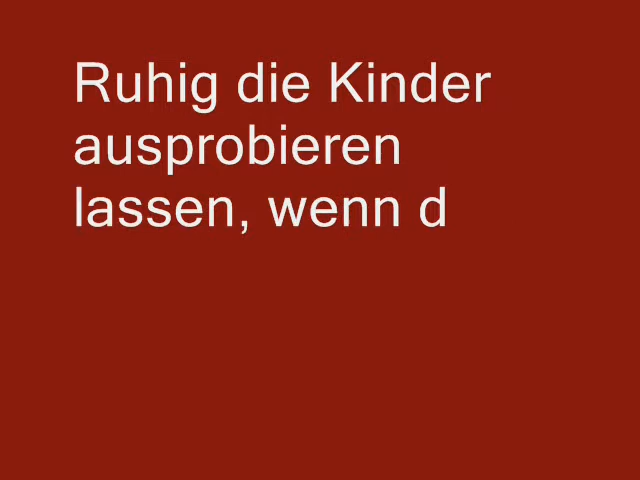 Ruhig die Kinder
ausprobieren
lassen, wenn d